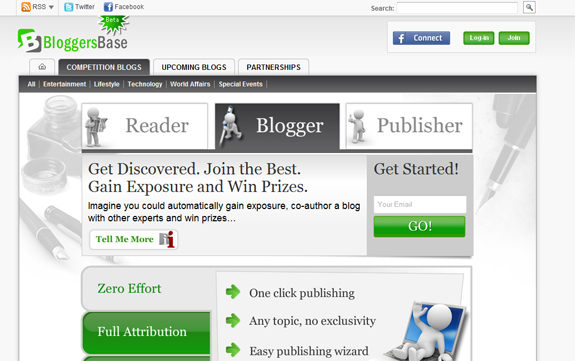 RSS Twitter Facebook Search:
Beta
BloggersBase
Connect Log-in Join
COMPETITION BLOGS UPCOMING BLOGS PARTNERSHIPS
All Entertainment Lifestyle Technology World Affairs Special Events
Reader Blogger Publisher
Get Discovered. Join the Best.
Gain Exposure and Win Prizes.
Imagine you could automatically gain exposure, co-author a blog
with other experts and win prizes…
Tell Me More
Get Started!
Your Email
GO!
Zero Effort
Full Attribution
One click publishing
Any topic, no exclusivity
Easy publishing wizard